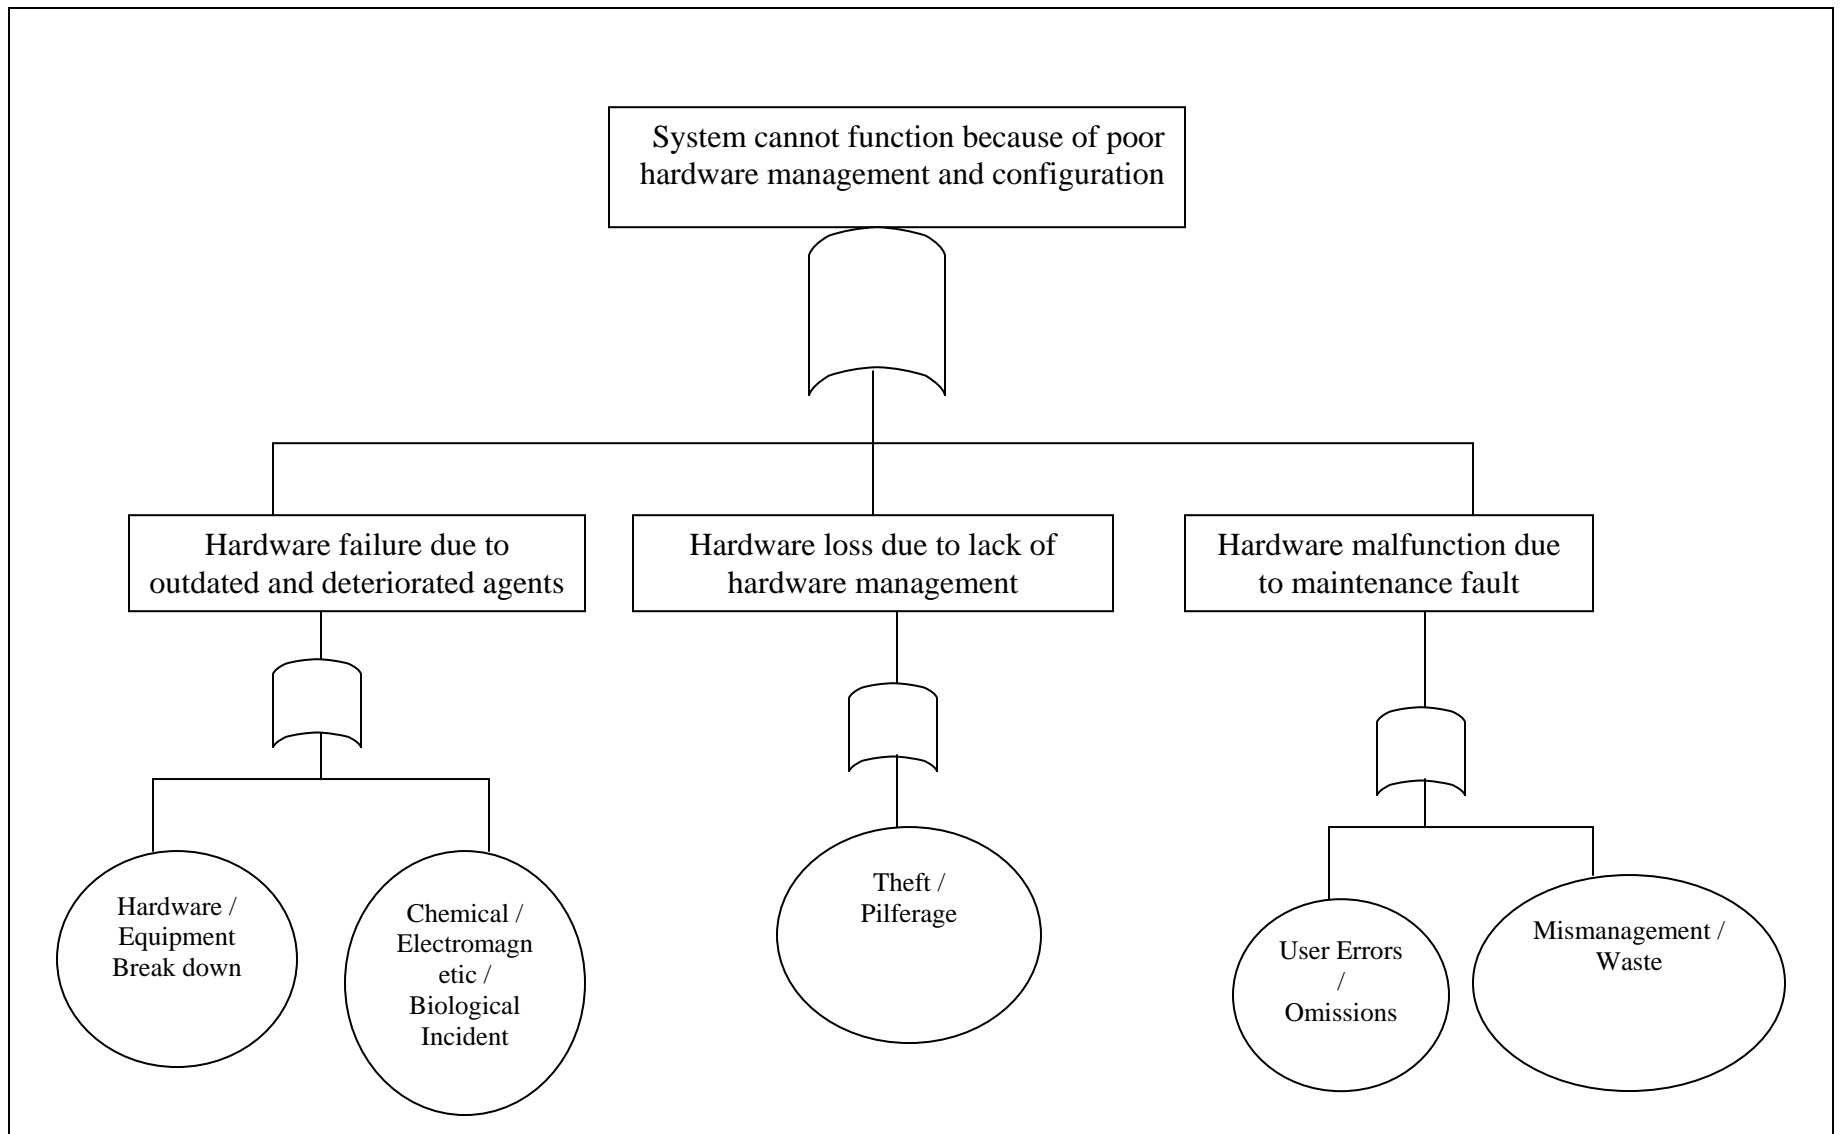 System cannot function because of poor
hardware management and configuration
Hardware failure due to
outdated and deteriorated agents
Hardware loss due to lack of
hardware management
Hardware malfunction due
to maintenance fault
Hardware /
Equipment
Break down
Chemical /
Electromagn
etic /
Biological
Incident
Theft /
Pilferage
User Errors
/
Omissions
Mismanagement /
Waste